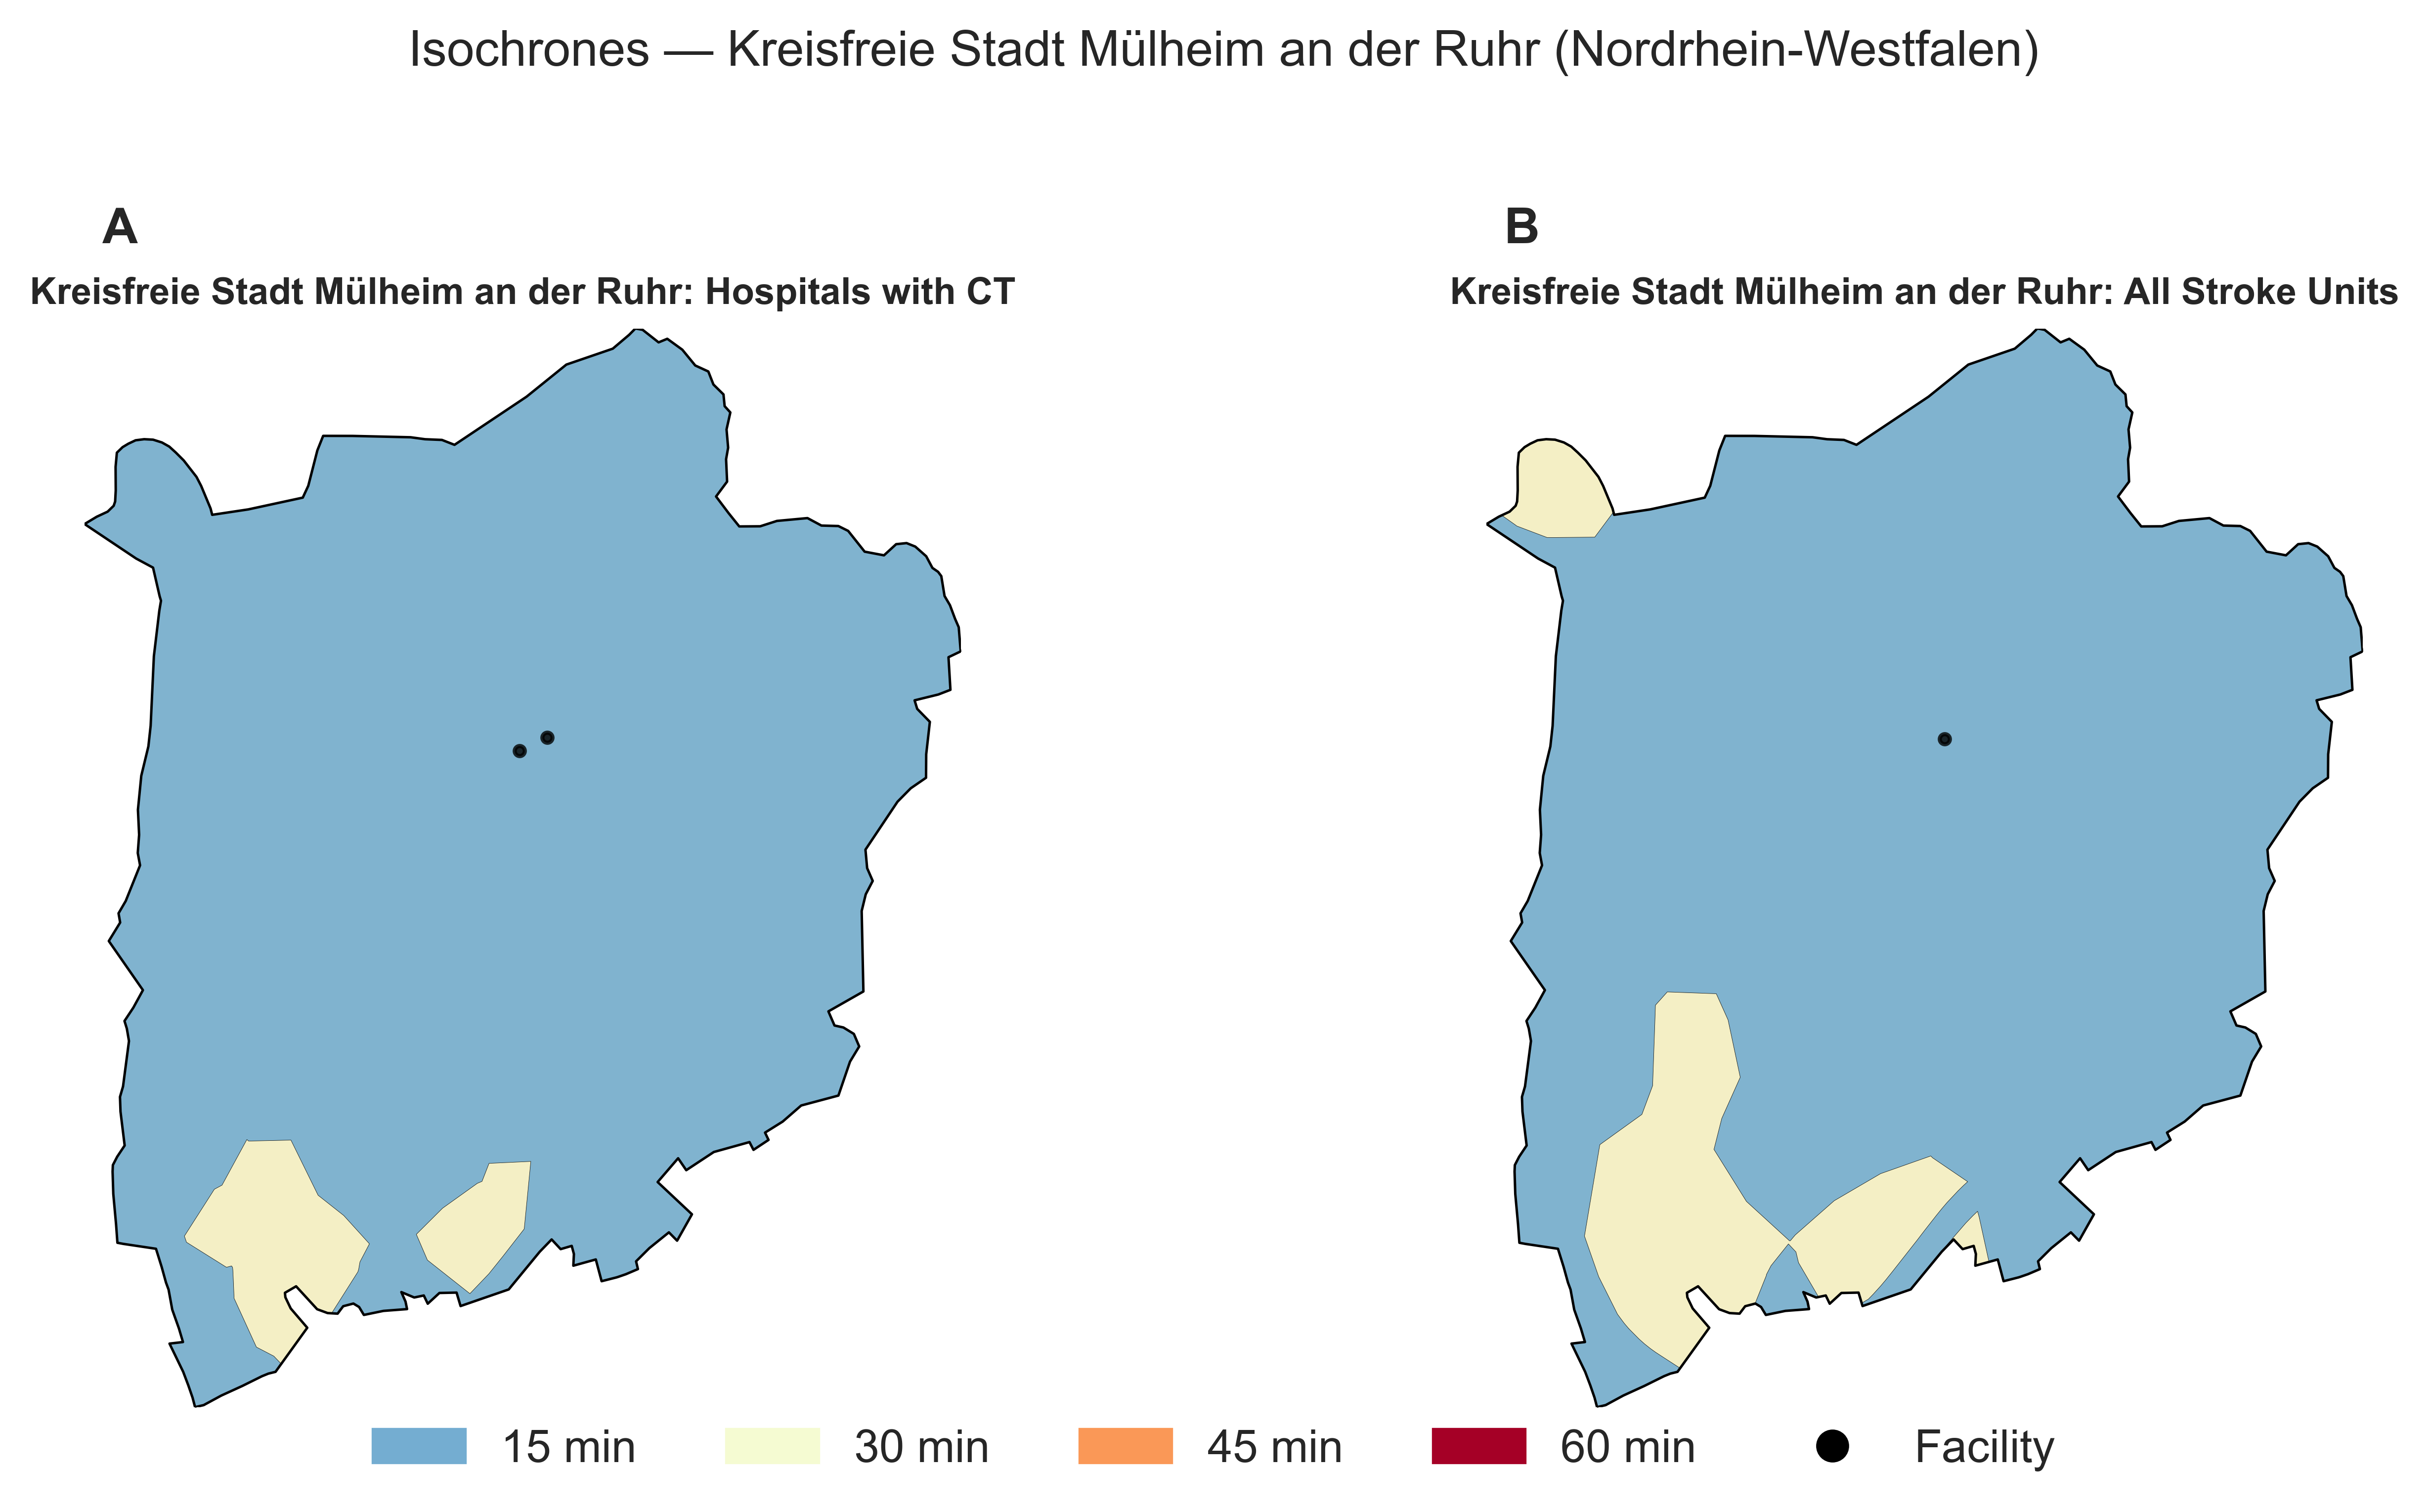 Isochrones — Kreisfreie Stadt Mülheim an der Ruhr (Nordrhein-Westfalen)
A
B
Kreisfreie Stadt Mülheim an der Ruhr: Hospitals with CT
Kreisfreie Stadt Mülheim an der Ruhr: All Stroke Units
15 min
30 min
45 min
60 min
Facility